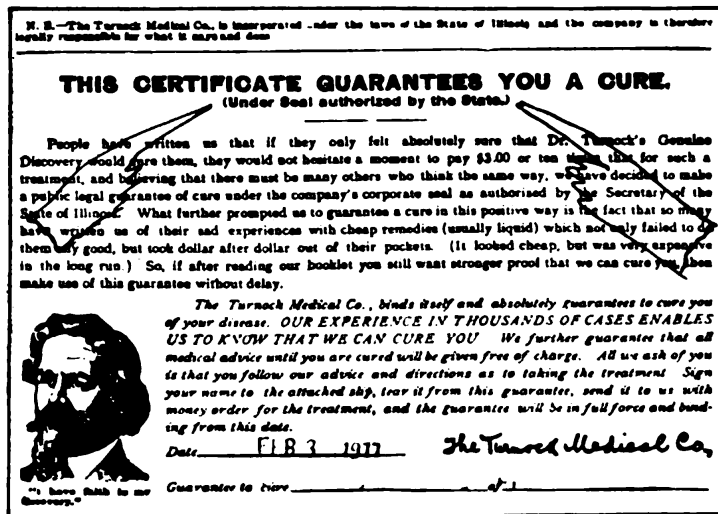 N. B.—The Turnock Medical Co., is incorporated under the laws of the State of Illinois and the company is therefore
legally responsible for what it says and does
THIS CERTIFICATE GUARANTEES YOU A CURE.
(Under Seal authorized by the State.)
People have written us that if they only felt absolutely sure that Dr. Turnock's Genuine
Discovery would cure them, they would not hesitate a moment to pay $3.00 or ten times that for such a
treatment, and believing that there must be many others who think the same way, we have decided to make
a public legal guarantee of cure under the company's corporate seal as authorised by the Secretary of the
State of Illinois. What further prompted us to guarantee a cure in this positive way is the fact that so many
have written us of their sad experiences with cheap remedies (usually liquid) which not only failed to do
them any good, but took dollar after dollar out of their pockets. (It looked cheap, but was very expensive
in the long run.) So, if after reading our booklet you still want stronger proof that we can cure you, then
make use of this guarantee without delay.
The Turnock Medical Co., binds itself and absolutely guarantees to cure you
of your disease. OUR EXPERIENCE IN THOUSANDS OF CASES ENABLES
US TO KNOW THAT WE CAN CURE YOU We further guarantee that all
medical advice until you are cured will be given free of charge. All we ask of you
is that you follow our advice and directions as to taking the treatment Sign
your name to the attached slip, tear it from this guarantee, send it to us with
money order for the treatment, and the guarantee will be in full force and bind-
ing from this date.
Date FEB 3 1911 The Turnock Medical Co,
Guarantee to cure of
"I have faith in my
Discovery."